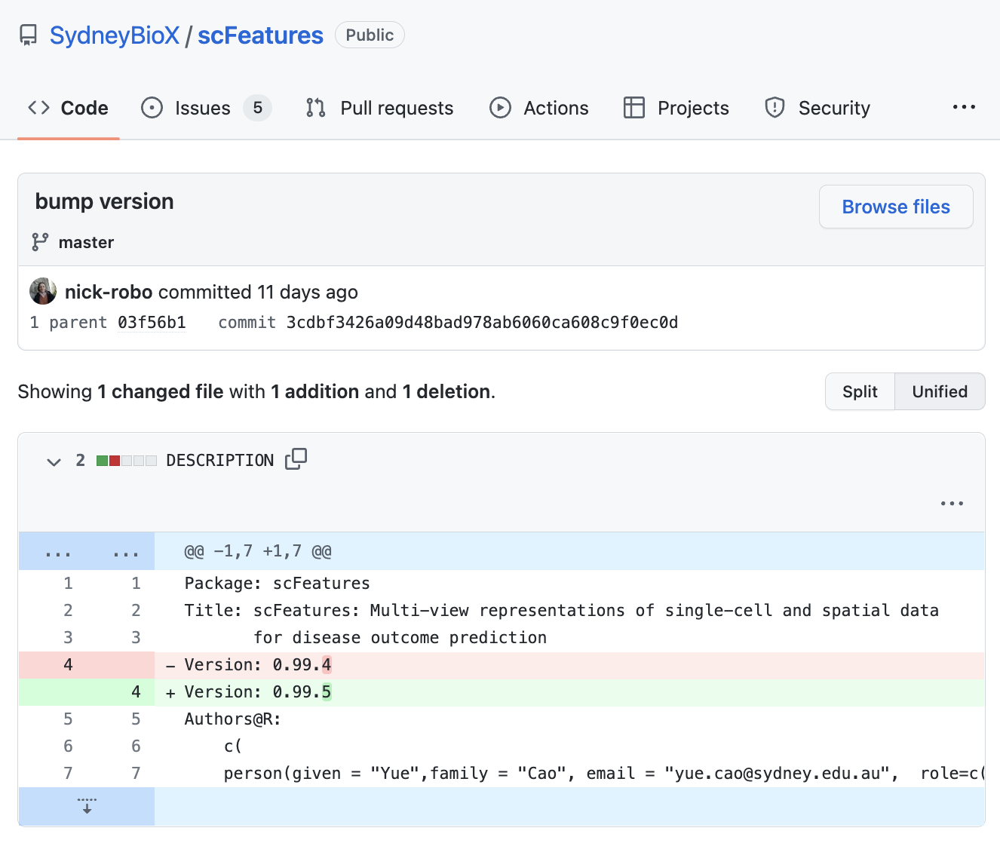 SydneyBioX / scFeatures Public
Code Issues 5 Pull requests Actions Projects Security ...
bump version
Browse files
master
nick-robo committed 11 days ago
1 parent 03f56b1 commit 3cdbf3426a09d48bad978ab6060ca608c9f0ec0d
Showing 1 changed file with 1 addition and 1 deletion.
Split Unified
2 DESCRIPTION
...
... ... @@ -1,7 +1,7 @@
1 1 Package: scFeatures
2 2 Title: scFeatures: Multi-view representations of single-cell and spatial data
3 3 for disease outcome prediction
4 - Version: 0.99.4
4 + Version: 0.99.5
5 5 Authors@R:
6 6 c(
7 7 person(given = "Yue",family = "Cao", email = "yue.cao@sydney.edu.au", role=c(